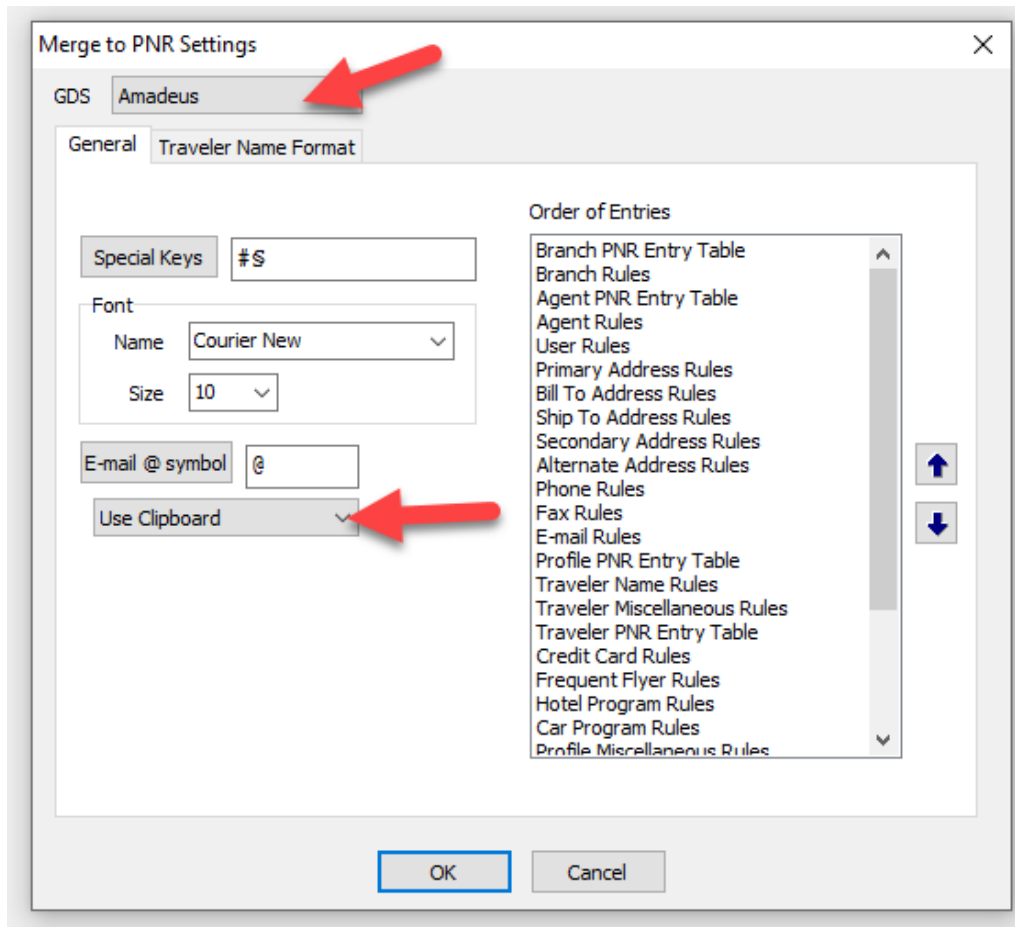 Merge to PNR Settings
GDS Amadeus
General Traveler Name Format
Order of Entries
Special Keys #§
Font
Name Courier New
Size 10
E-mail @ symbol @
Use Clipboard
Branch PNR Entry Table
Branch Rules
Agent PNR Entry Table
Agent Rules
User Rules
Primary Address Rules
Bill To Address Rules
Ship To Address Rules
Secondary Address Rules
Alternate Address Rules
Phone Rules
Fax Rules
E-mail Rules
Profile PNR Entry Table
Traveler Name Rules
Traveler Miscellaneous Rules
Traveler PNR Entry Table
Credit Card Rules
Frequent Flyer Rules
Hotel Program Rules
Car Program Rules
Profile Miscellaneous Rules
OK Cancel